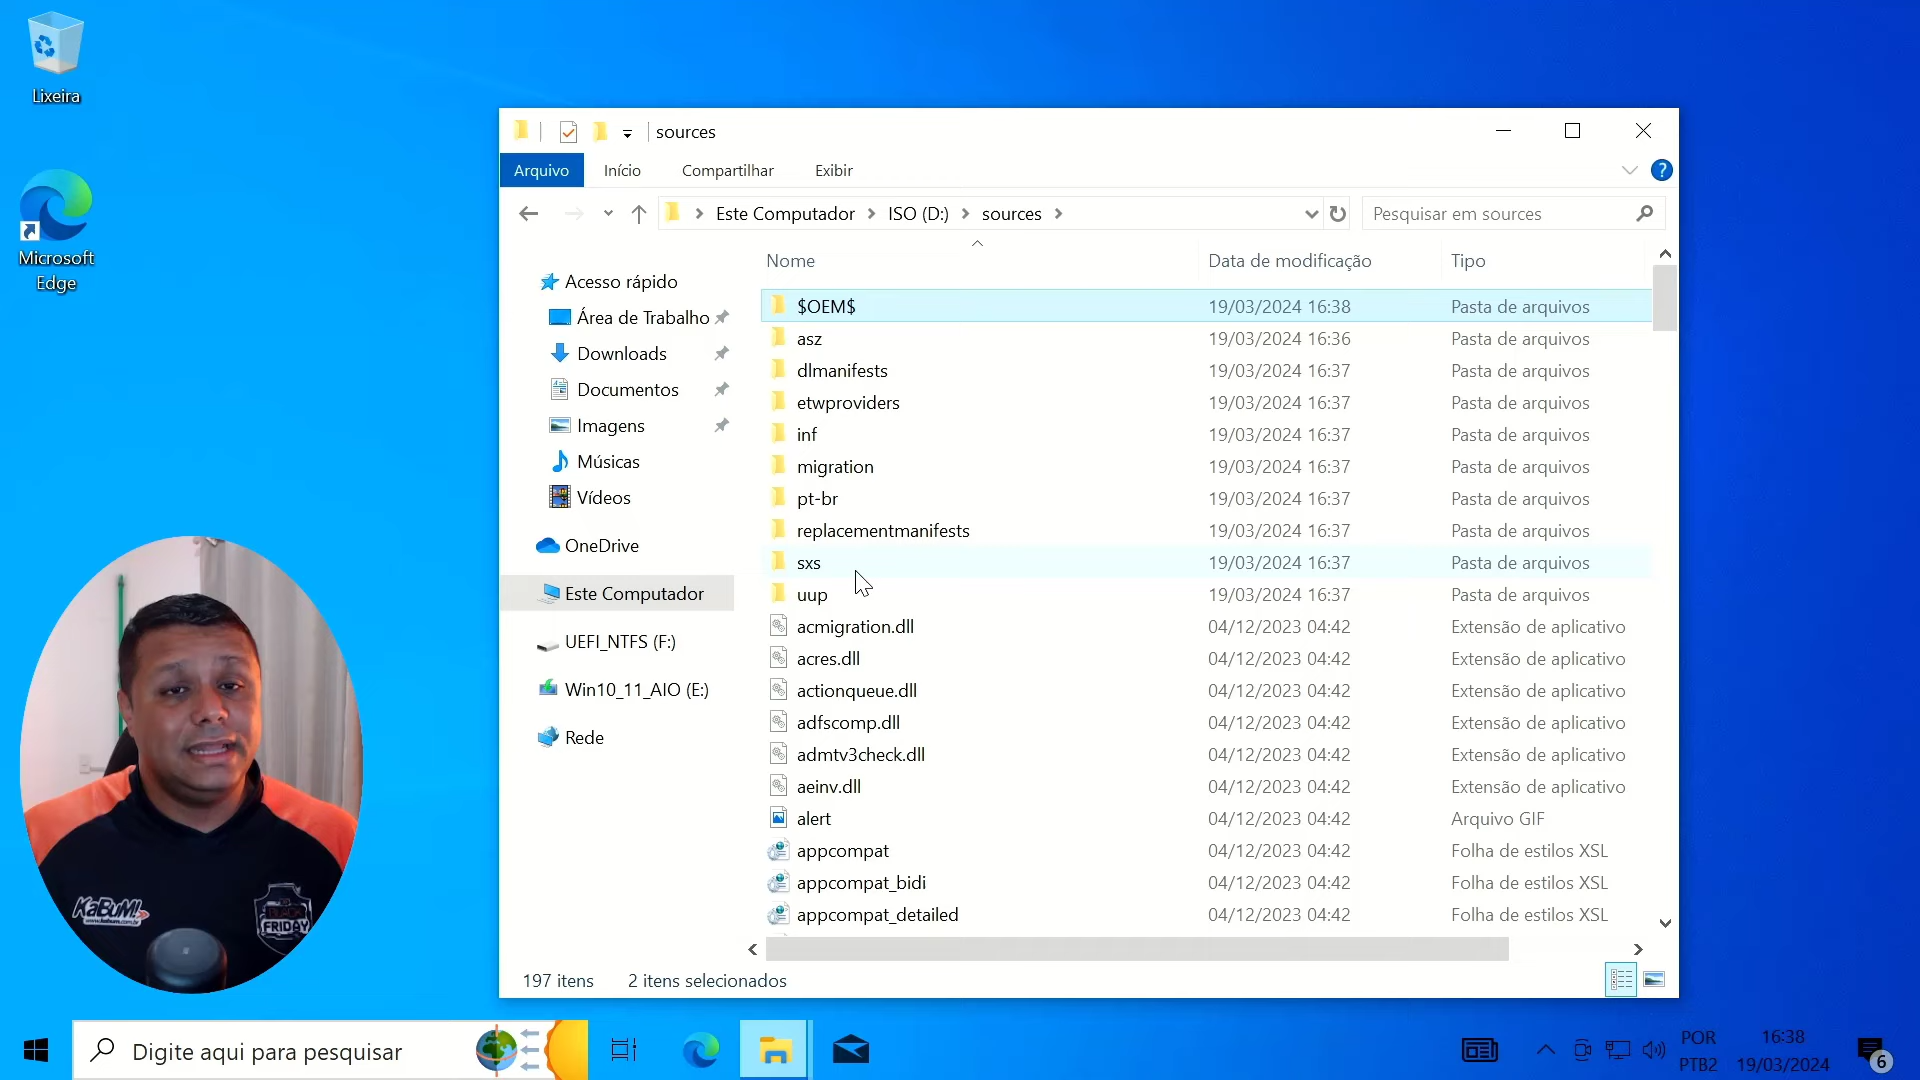 Lixeira
Microsoft
Edge
sources
Arquivo Início Compartilhar Exibir
Este Computador ISO (D:) sources
Pesquisar em sources
Nome Data de modificação Tipo
Acesso rápido
Área de Trabalho
Downloads
Documentos
Imagens
Músicas
Vídeos
OneDrive
Este Computador
UEFI_NTFS (F:)
Win10_11_AIO (E:)
Rede
$OEM$ 19/03/2024 16:38 Pasta de arquivos
asz 19/03/2024 16:36 Pasta de arquivos
dlmanifests 19/03/2024 16:37 Pasta de arquivos
etwproviders 19/03/2024 16:37 Pasta de arquivos
inf 19/03/2024 16:37 Pasta de arquivos
migration 19/03/2024 16:37 Pasta de arquivos
pt-br 19/03/2024 16:37 Pasta de arquivos
replacementmanifests 19/03/2024 16:37 Pasta de arquivos
sxs 19/03/2024 16:37 Pasta de arquivos
uup 19/03/2024 16:37 Pasta de arquivos
acmigration.dll 04/12/2023 04:42 Extensão de aplicativo
acres.dll 04/12/2023 04:42 Extensão de aplicativo
actionqueue.dll 04/12/2023 04:42 Extensão de aplicativo
adfscomp.dll 04/12/2023 04:42 Extensão de aplicativo
admtv3check.dll 04/12/2023 04:42 Extensão de aplicativo
aeinv.dll 04/12/2023 04:42 Extensão de aplicativo
alert 04/12/2023 04:42 Arquivo GIF
appcompat 04/12/2023 04:42 Folha de estilos XSL
appcompat_bidi 04/12/2023 04:42 Folha de estilos XSL
appcompat_detailed 04/12/2023 04:42 Folha de estilos XSL
197 itens 2 itens selecionados
KaBuM!
www.kabum.com.br
BLACK
FRIDAY
Digite aqui para pesquisar
POR
PTB2
16:38
19/03/2024
6